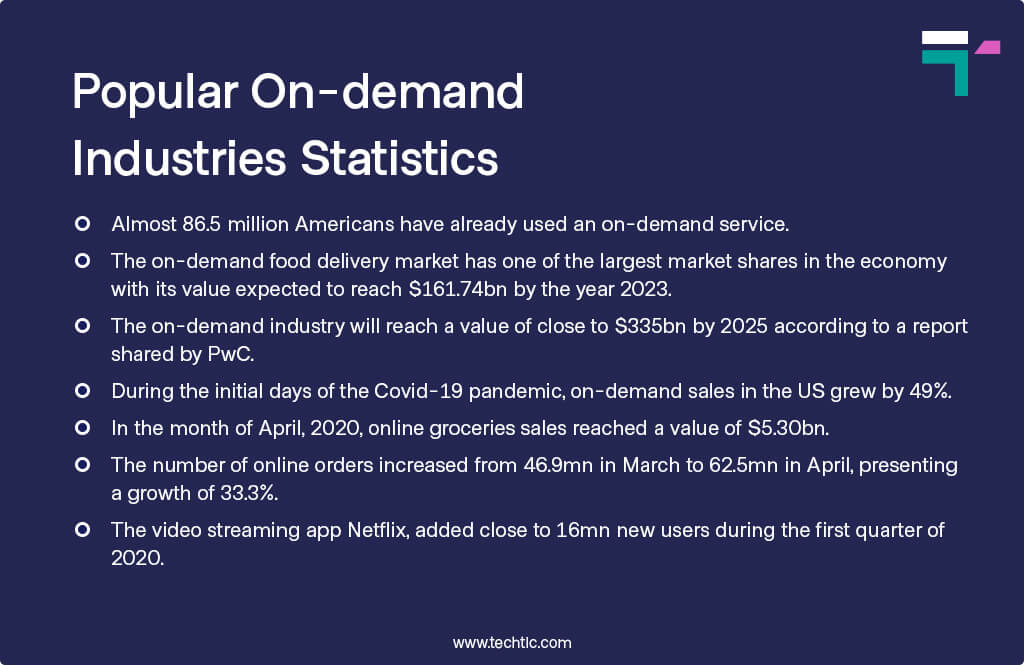 Popular On-demand
Industries Statistics
Almost 86.5 million Americans have already used an on-demand service.
The on-demand food delivery market has one of the largest market shares in the economy
with its value expected to reach $161.74bn by the year 2023.
The on-demand industry will reach a value of close to $335bn by 2025 according to a report
shared by PwC.
During the initial days of the Covid-19 pandemic, on-demand sales in the US grew by 49%.
In the month of April, 2020, online groceries sales reached a value of $5.30bn.
The number of online orders increased from 46.9mn in March to 62.5mn in April, presenting
a growth of 33.3%.
The video streaming app Netflix, added close to 16mn new users during the first quarter of
2020.
www.techtic.com